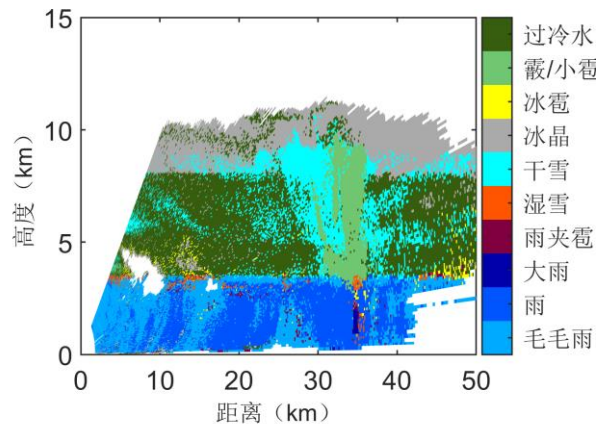 15
10
5
0
高度（km）
0
10
20
30
40
50
距离（km）
过冷水
霰/小雹
冰雹
冰晶
干雪
湿雪
雨夹雹
大雨
雨
毛毛雨